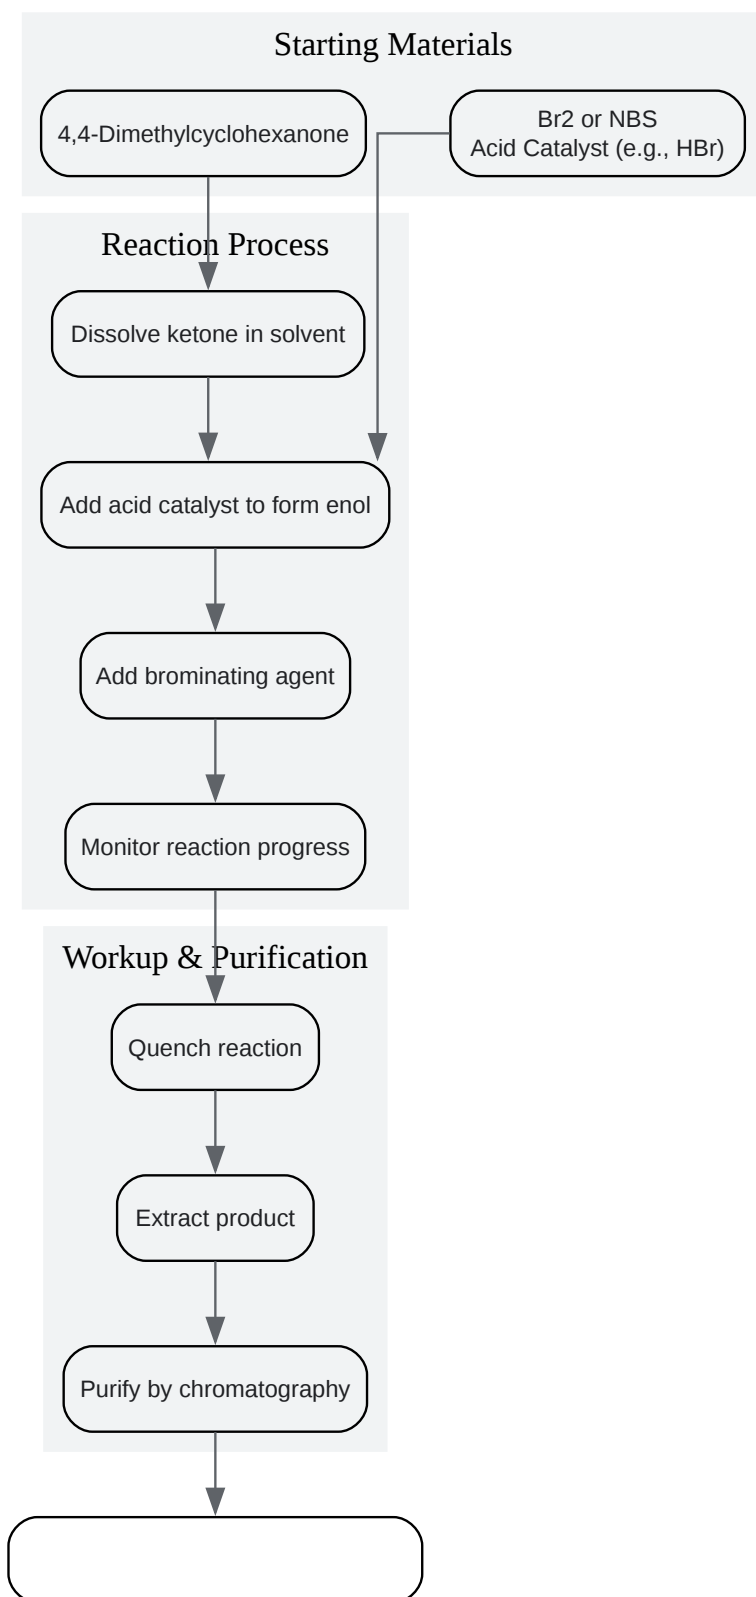 Starting Materials
4,4-Dimethylcyclohexanone
Br2 or NBS
Acid Catalyst (e.g., HBr)
Reaction Process
Dissolve ketone in solvent
Add acid catalyst to form enol
Add brominating agent
Monitor reaction progress
Workup & Purification
Quench reaction
Extract product
Purify by chromatography